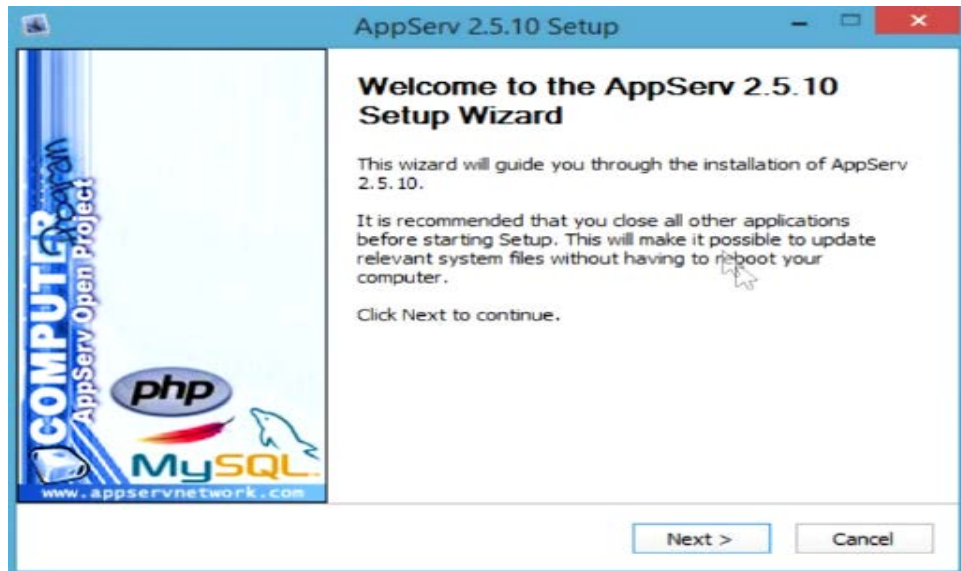 AppServ 2.5.10 Setup
Welcome to the AppServ 2.5.10
Setup Wizard
This wizard will guide you through the installation of AppServ
2.5.10.
It is recommended that you close all other applications
before starting Setup. This will make it possible to update
relevant system files without having to reboot your
computer.
Click Next to continue.
COMPUTER
Program
AppServ Open Project
php
MySQL
www.appservnetwork.com
Next >
Cancel